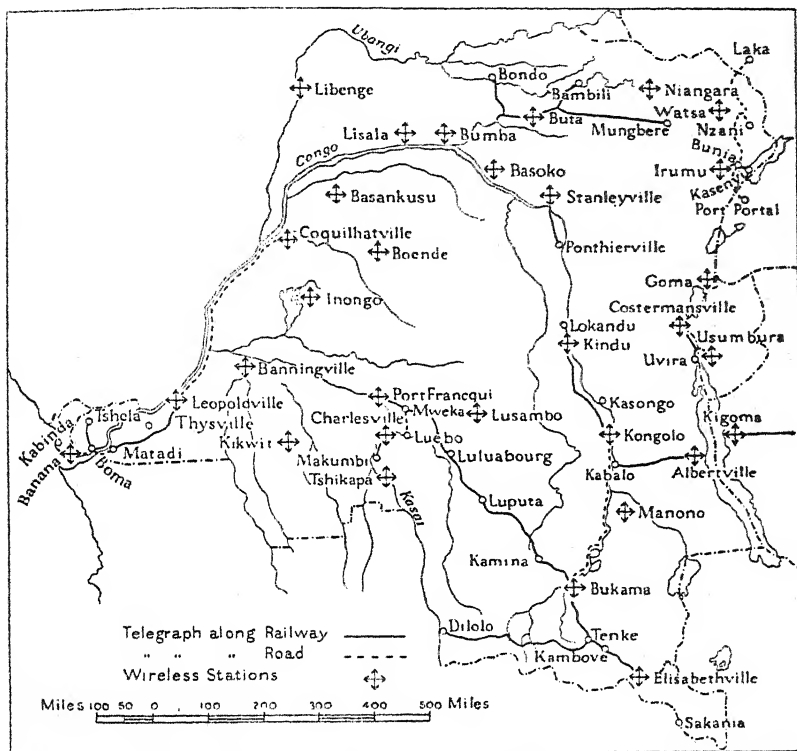 Ubangi
Laka
Libenge
Bondo
Bambili
Niangara
Watsa
Buta
Mungbere
Nzani
Lisala
Bumba
Bunia
Congo
Basoko
Irumu
Kasenyi
Basankusu
Stanleyville
Port Portal
Coquilhatville
Boende
Ponthierville
Goma
Inongo
Costermansville
Lokandu
Usumbura
Kindu
Uvira
Banningville
Port Francqui
Leopoldville
Mweka
Kasongo
Tshela
Thysville
Charlesville
Lusambo
Kigoma
Kabinda
Kikwit
Luebo
Kongolo
Banana
Boma
Matadi
Makumbi
Luluabourg
Kabalo
Albertville
Tshikapa
Kasai
Luputa
Manono
Kamina
Bukama
Telegraph along Railway
" " " Road
Wireless Stations
Dilolo
Tenke
Kambove
Elisabethville
Miles 100 50 0 100 200 300 400 500 Miles
Sakania